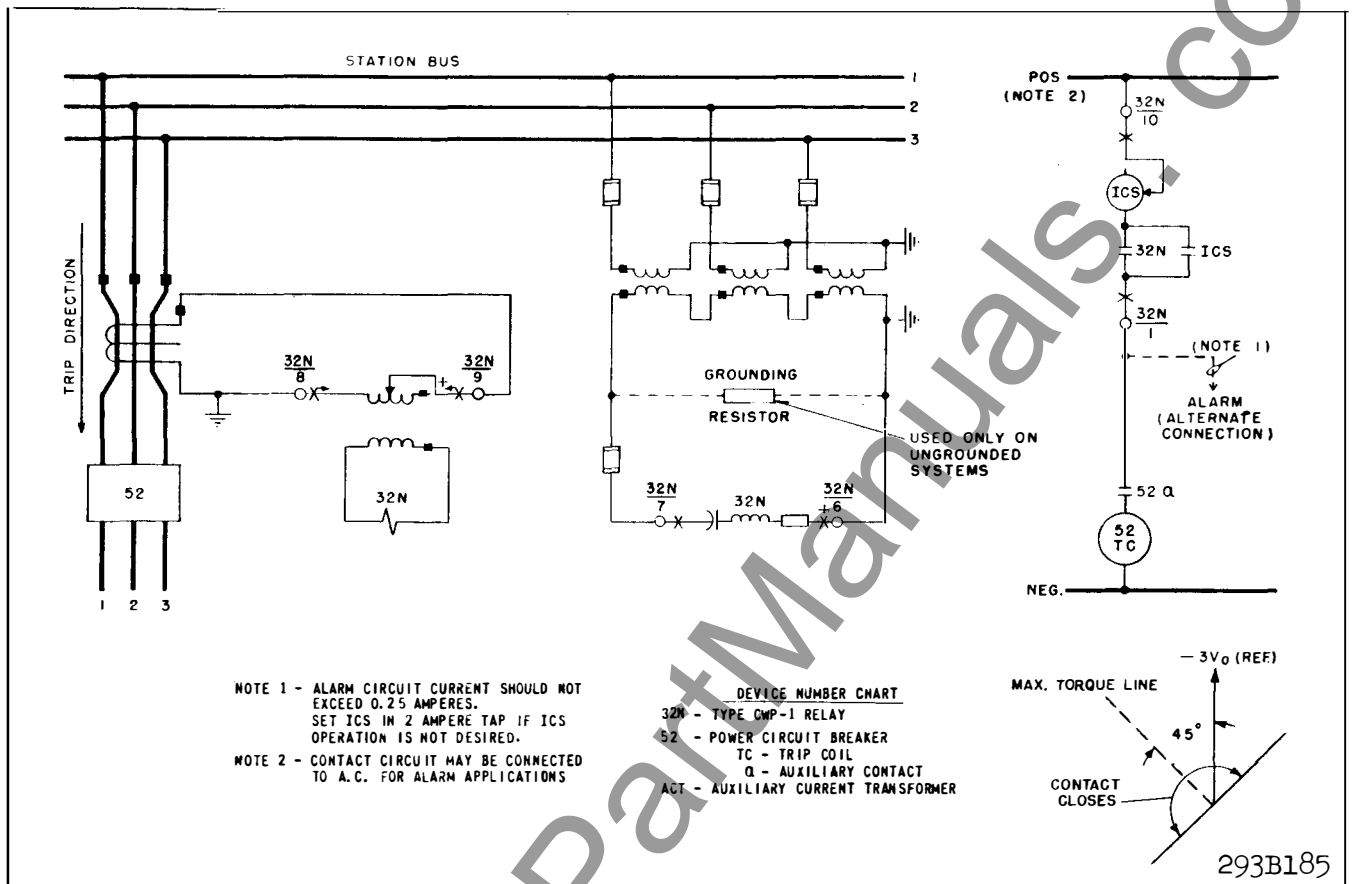 STATION BUS
1
2
3
POS
(NOTE 2)
32N
10
ICS
32N
ICS
32N
1
(NOTE 1)
ALARM
(ALTERNATE
CONNECTION)
52 a
52
TC
NEG.
TRIP DIRECTION
32N
8
+
32N
9
32N
52
1 2 3
GROUNDING
RESISTOR
USED ONLY ON
UNGROUNDED
SYSTEMS
32N
7
32N
+
32N
6
NOTE 1 - ALARM CIRCUIT CURRENT SHOULD NOT
EXCEED 0.25 AMPERES.
SET ICS IN 2 AMPERE TAP IF ICS
OPERATION IS NOT DESIRED.
NOTE 2 - CONTACT CIRCUIT MAY BE CONNECTED
TO A.C. FOR ALARM APPLICATIONS
DEVICE NUMBER CHART
32N - TYPE CWP-1 RELAY
52 - POWER CIRCUIT BREAKER
TC - TRIP COIL
a - AUXILIARY CONTACT
ACT - AUXILIARY CURRENT TRANSFORMER
- 3V0 (REF.)
MAX. TORQUE LINE
45°
CONTACT
CLOSES
293B185
PartManuals.co